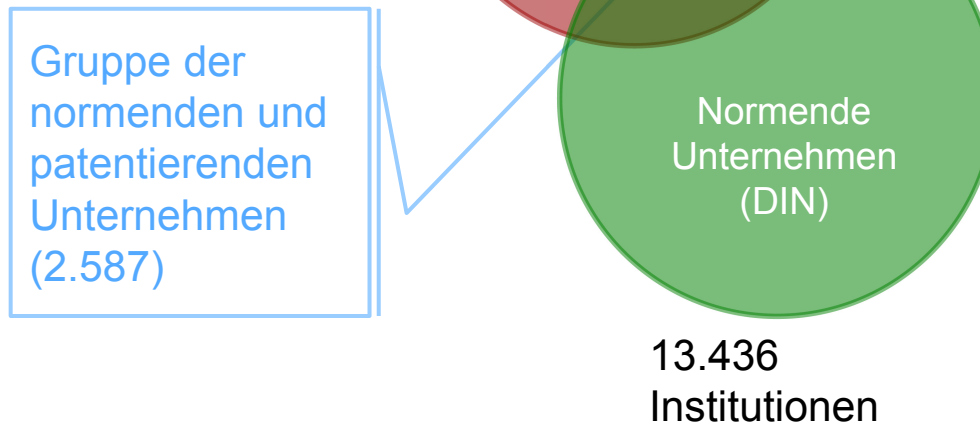 Gruppe der
normenden und
patentierenden
Unternehmen
(2.587)
Normende
Unternehmen
(DIN)
13.436
Institutionen